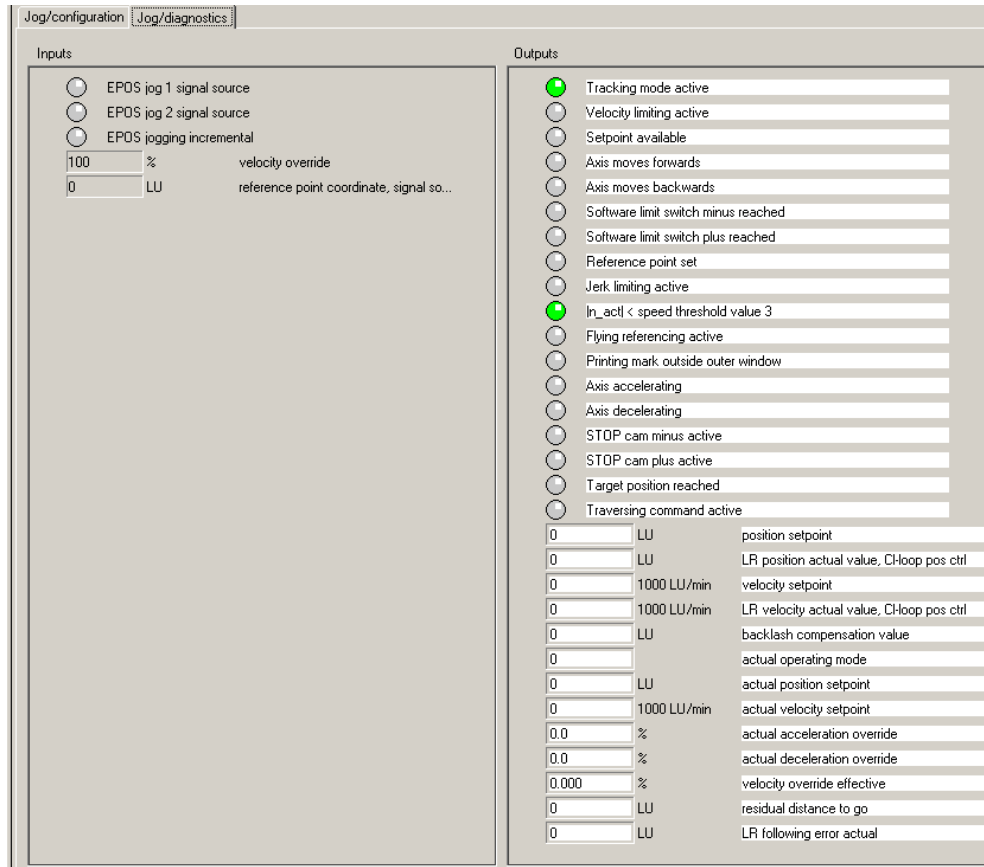 Jog/configuration Jog/diagnostics
Inputs
EPOS jog 1 signal source
EPOS jog 2 signal source
EPOS jogging incremental
100 % velocity override
0 LU reference point coordinate, signal so...
Outputs
Tracking mode active
Velocity limiting active
Setpoint available
Axis moves forwards
Axis moves backwards
Software limit switch minus reached
Software limit switch plus reached
Reference point set
Jerk limiting active
|n_act| < speed threshold value 3
Flying referencing active
Printing mark outside outer window
Axis accelerating
Axis decelerating
STOP cam minus active
STOP cam plus active
Target position reached
Traversing command active
0 LU position setpoint
0 LU LR position actual value, Cl-loop pos ctrl
0 1000 LU/min velocity setpoint
0 1000 LU/min LR velocity actual value, Cl-loop pos ctrl
0 LU backlash compensation value
0 actual operating mode
0 LU actual position setpoint
0 1000 LU/min actual velocity setpoint
0.0 % actual acceleration override
0.0 % actual deceleration override
0.000 % velocity override effective
0 LU residual distance to go
0 LU LR following error actual